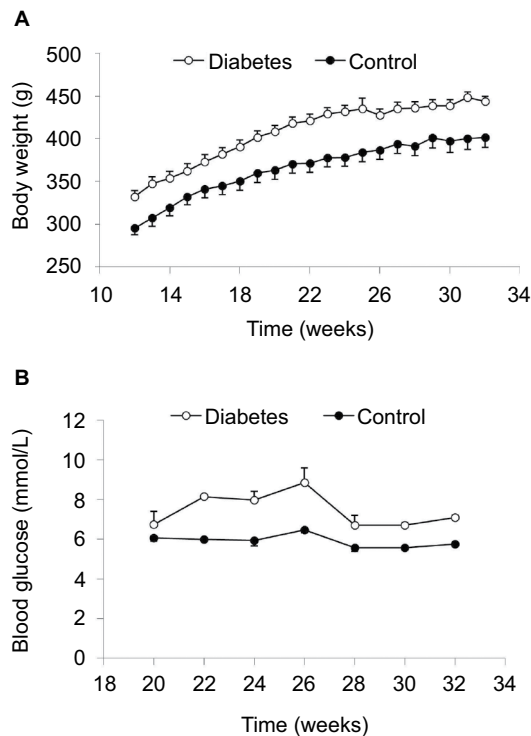 A
Diabetes Control
Body weight (g)
500
450
400
350
300
250
10 14 18 22 26 30 34
Time (weeks)
B
Diabetes Control
Blood glucose (mmol/L)
12
10
8
6
4
2
0
18 20 22 24 26 28 30 32 34
Time (weeks)